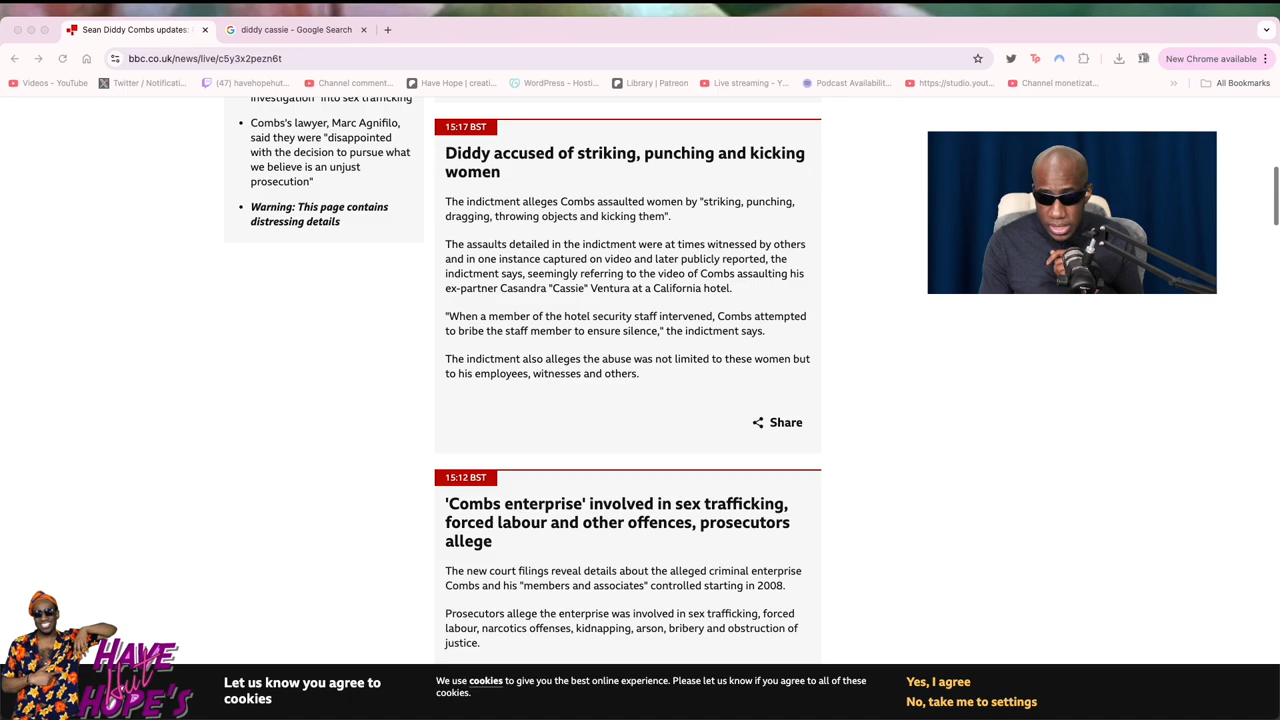 Sean Diddy Combs updates:
diddy cassie - Google Search
bbc.co.uk/news/live/c5y3x2pezn6t
New Chrome available
Videos - YouTube
Twitter / Notificati...
(47) havehopehut...
Channel comment...
Have Hope | creati...
WordPress - Hosti...
Library | Patreon
Live streaming - Y...
Podcast Availabilit...
https://studio.yout...
Channel monetizat...
All Bookmarks
investigation" into sex trafficking
Combs's lawyer, Marc Agnifilo,
said they were "disappointed
with the decision to pursue what
we believe is an unjust
prosecution"
Warning: This page contains
distressing details
15:17 BST
Diddy accused of striking, punching and kicking
women
The indictment alleges Combs assaulted women by "striking, punching,
dragging, throwing objects and kicking them".
The assaults detailed in the indictment were at times witnessed by others
and in one instance captured on video and later publicly reported, the
indictment says, seemingly referring to the video of Combs assaulting his
ex-partner Casandra "Cassie" Ventura at a California hotel.
"When a member of the hotel security staff intervened, Combs attempted
to bribe the staff member to ensure silence," the indictment says.
The indictment also alleges the abuse was not limited to these women but
to his employees, witnesses and others.
Share
15:12 BST
'Combs enterprise' involved in sex trafficking,
forced labour and other offences, prosecutors
allege
The new court filings reveal details about the alleged criminal enterprise
Combs and his "members and associates" controlled starting in 2008.
Prosecutors allege the enterprise was involved in sex trafficking, forced
labour, narcotics offenses, kidnapping, arson, bribery and obstruction of
justice.
HAVE
hut
HOPE'S
Let us know you agree to
cookies
We use cookies to give you the best online experience. Please let us know if you agree to all of these
cookies.
Yes, I agree
No, take me to settings